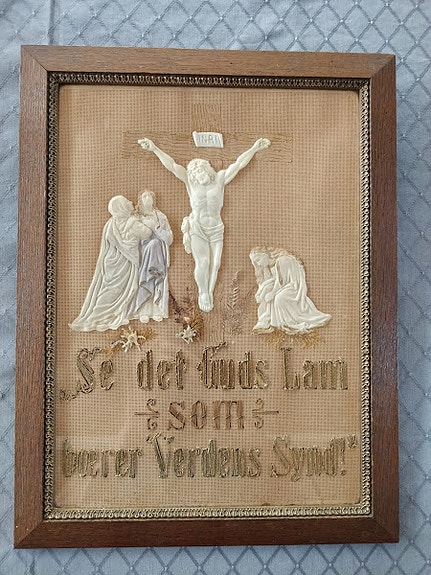 INRI
„Se det Guds Lam
som
bærer Verdens Synd!"